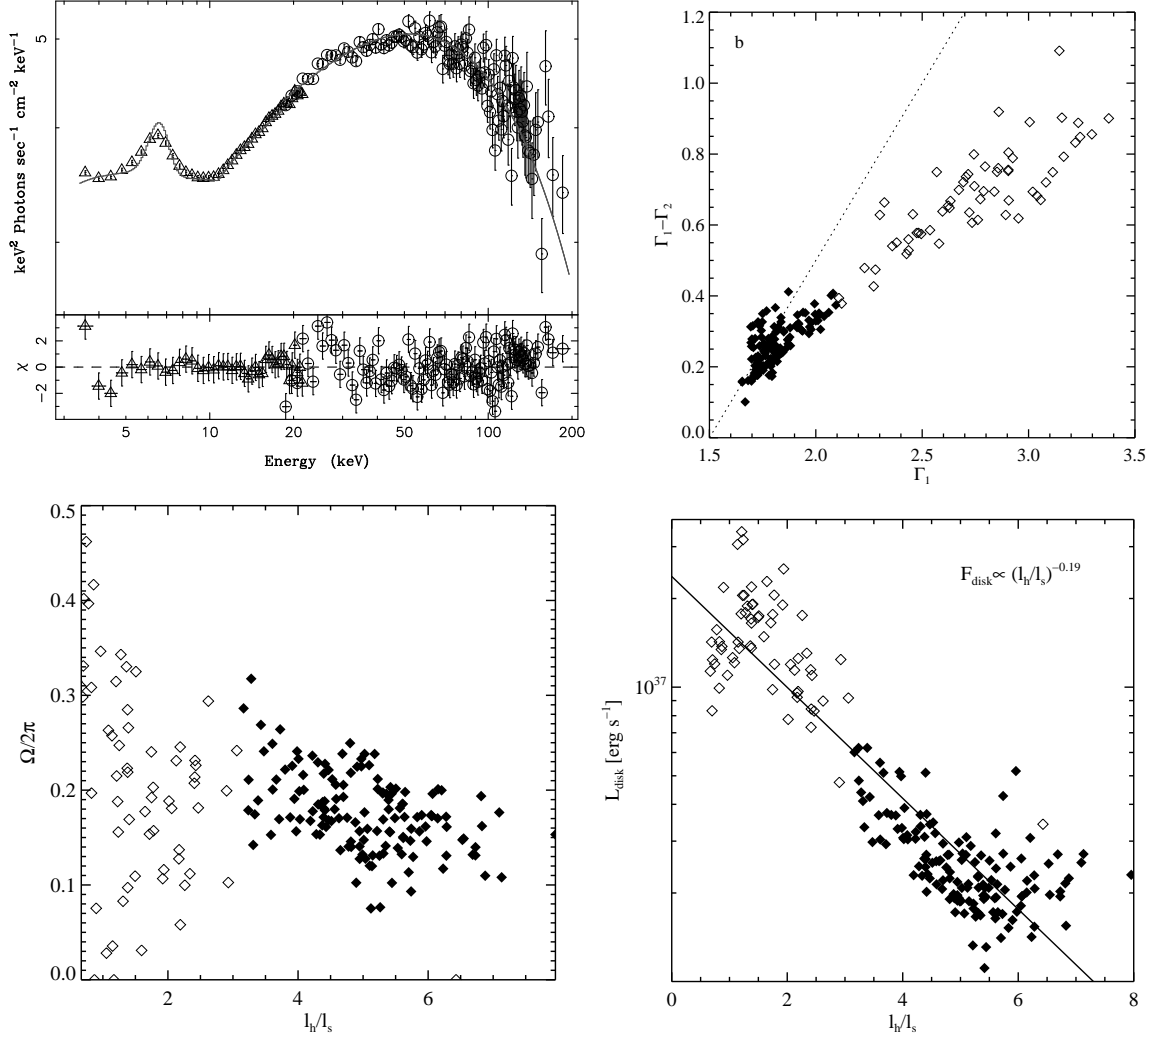 5
keV² Photons sec⁻¹ cm⁻² keV⁻¹
2
0
−2
χ
5 10 20 50 100 200
Energy (keV)
1.2
1.0
0.8
0.6
0.4
0.2
0.0
b
Γ₁−Γ₂
1.5 2.0 2.5 3.0 3.5
Γ₁
0.5
0.4
0.3
0.2
0.1
0.0
Ω/2π
2 4 6
lₕ/lₛ
F_disk ∝ (lₕ/lₛ)^−0.19
10³⁷
L_disk [erg s⁻¹]
0 2 4 6 8
lₕ/lₛ